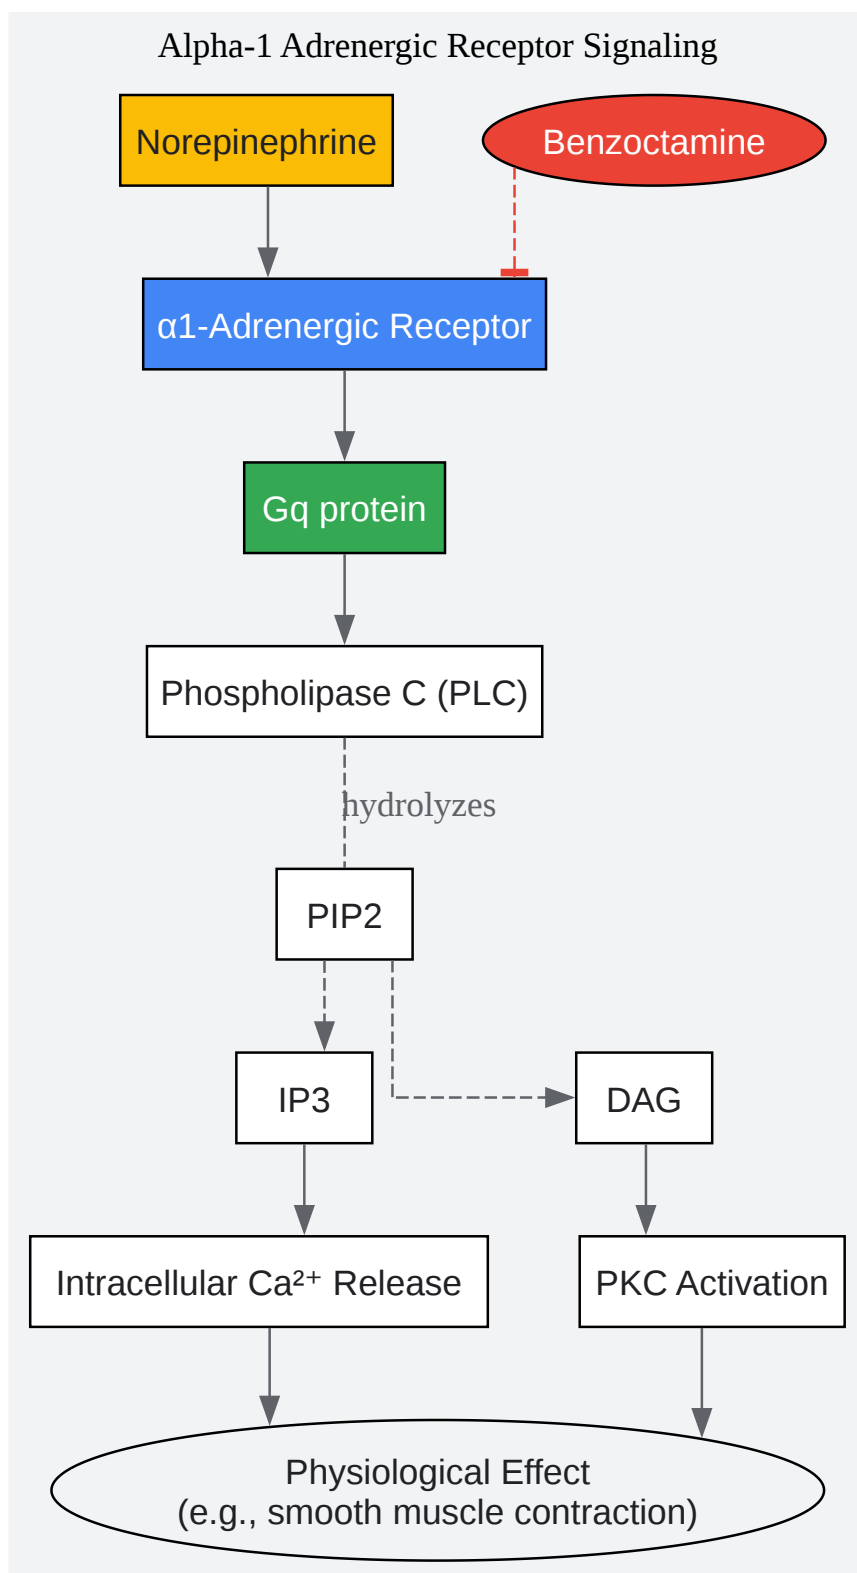 Alpha-1 Adrenergic Receptor Signaling
Norepinephrine
Benzoctamine
α1-Adrenergic Receptor
Gq protein
Phospholipase C (PLC)
hydrolyzes
PIP2
IP3
DAG
Intracellular Ca²⁺ Release
PKC Activation
Physiological Effect
(e.g., smooth muscle contraction)